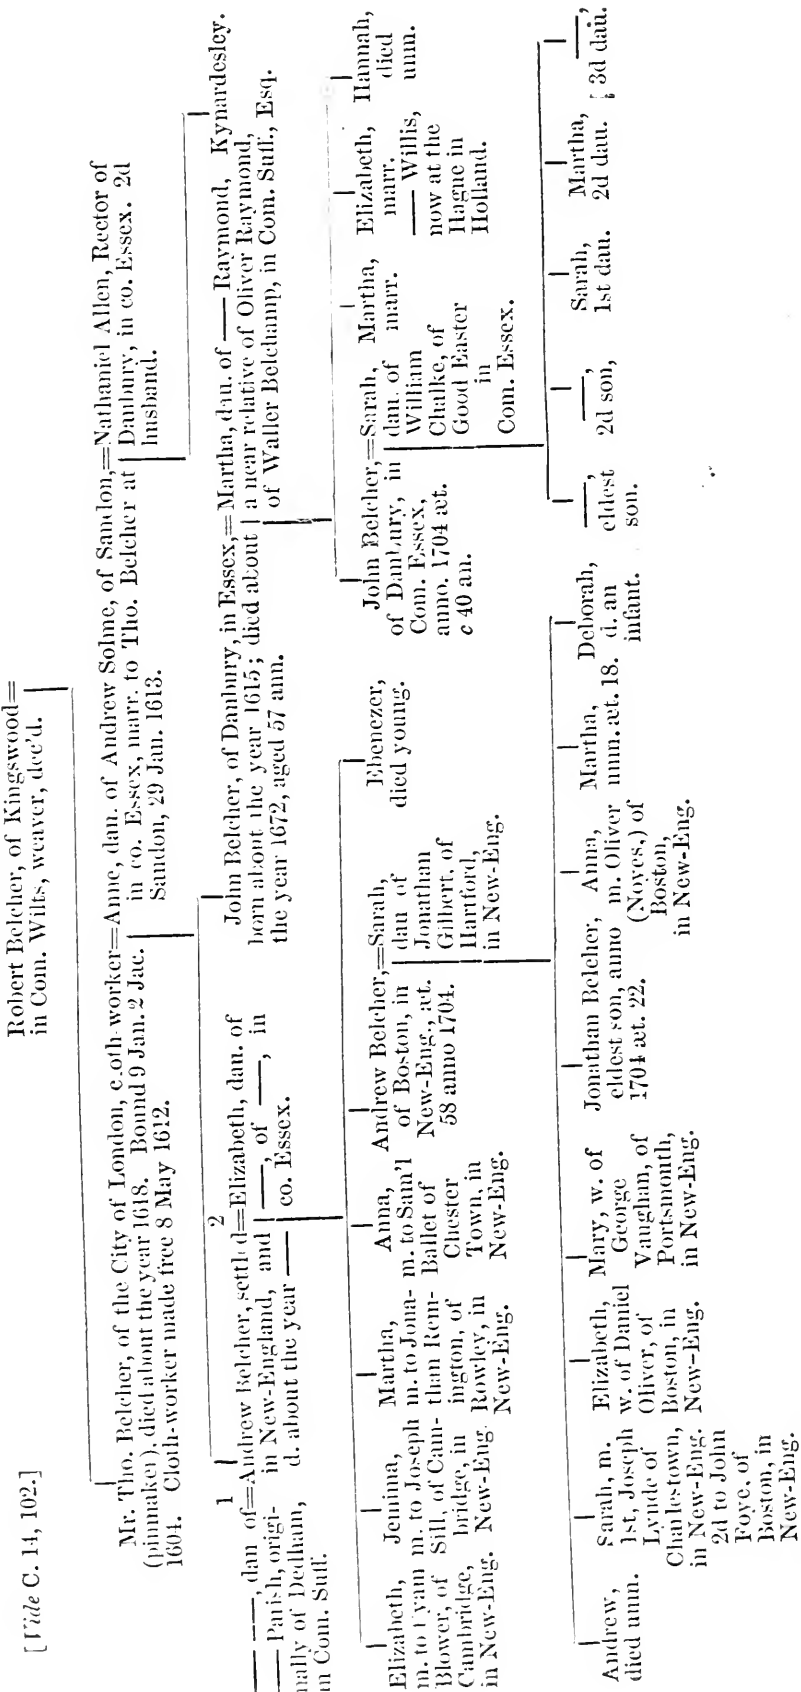 [Vide C. 14, 102.]
Robert Belcher, of Kingswood=
in Com. Wilts, weaver, dec'd.
Mr. Tho. Belcher, of the City of London, cloth-worker=Anne, dan. of Andrew Solme, of Sandon,=Nathaniel Allen, Rector of
(pinmaker), died about the year 1618. Bound 9 Jan. 2 Jac.
1604. Cloth-worker made free 8 May 1612.
in co. Essex, marr. to Tho. Belcher at
Sandon, 29 Jan. 1613.
Danbury, in co. Essex. 2d
husband.
—— ——, dan of=
—— Parish, origi-
nally of Dedham,
in Com. Suff.
1
Andrew Belcher, settl d=Elizabeth, dan. of
in New-England, and
d. about the year ——
2
——, of ——, in
co. Essex.
John Belcher, of Danbury, in Essex,=Martha, dau. of —— Raymond,
born about the year 1615; died about
the year 1672, aged 57 ann.
a near relative of Oliver Raymond,
of Waller Belchamp, in Com. Suff., Esq.
Kynardesley.
Elizabeth,
m. to Hyam
Blower, of
Cambridge,
in New-Eng.
Jemima,
m. to Joseph
Sill, of Cam-
bridge, in
New-Eng.
Martha,
m. to Jona-
than Rem-
ington, of
Rowley, in
New-Eng.
Anna,
m. to Sam'l
Ballet of
Chester
Town, in
New-Eng.
Andrew Belcher,=Sarah,
of Boston, in
New-Eng., æt.
58 anno 1704.
dau of
Jonathan
Gilbert, of
Hartford,
in New-Eng.
Ebenezer,
died young.
John Belcher,=Sarah,
of Danbury, in
Com. Essex,
anno. 1704 æt.
c 40 an.
dan. of
William
Chalke, of
Good Easter
in
Com. Essex.
Martha,
marr.
Elizabeth,
marr.
—— Willis,
now at the
Hague in
Holland.
Hannah,
died
unm.
Andrew,
died unm.
Sarah, m.
1st, Joseph
Lynde of
Charlestown,
in New-Eng.
2d to John
Foye, of
Boston, in
New-Eng.
Elizabeth,
w. of Daniel
Oliver, of
Boston, in
New-Eng.
Mary, w. of
George
Vaughan, of
Portsmouth,
in New-Eng.
Jonathan Belcher,
eldest son, anno
1704 æt. 22.
Anna,
m. Oliver
(Noyes,) of
Boston,
in New-Eng.
Martha,
unm. æt. 18.
Deborah,
d. an
infant.
——,
eldest
son.
——,
2d son,
Sarah,
1st dau.
Martha,
2d dau.
——,
[ 3d dau.